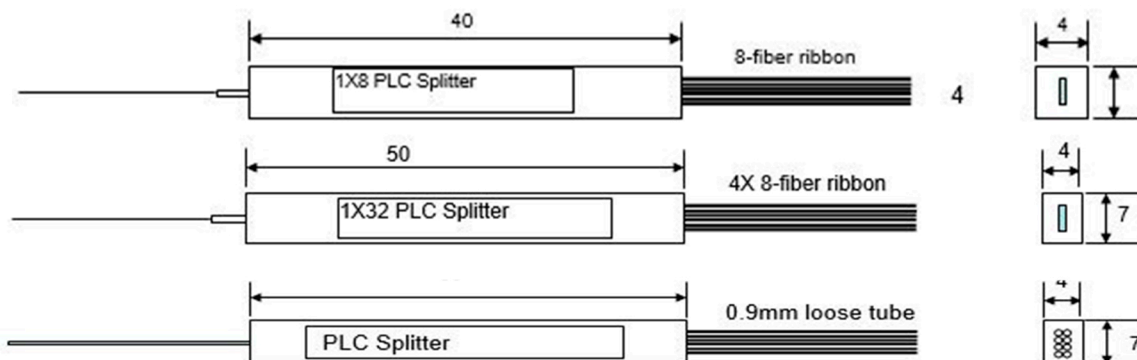 40
4
1X8 PLC Splitter
8-fiber ribbon
4
50
4
1X32 PLC Splitter
4X 8-fiber ribbon
7
4
0.9mm loose tube
PLC Splitter
7